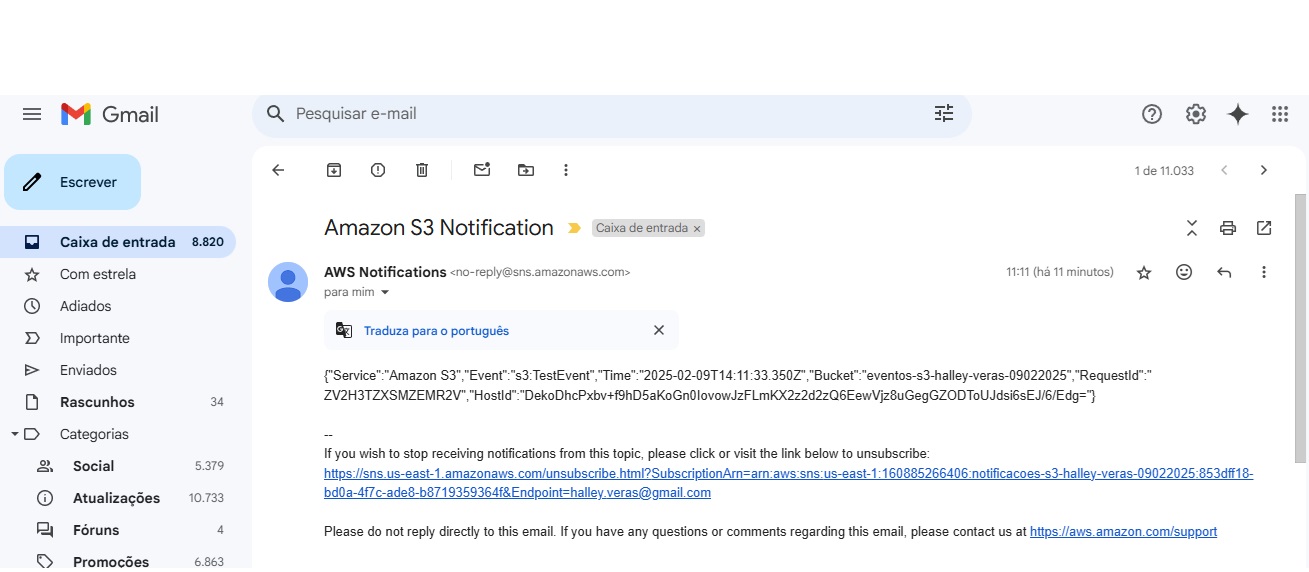 Gmail
Pesquisar e-mail
Escrever
1 de 11.033
Caixa de entrada 8.820
Com estrela
Adiados
Importante
Enviados
Rascunhos 34
Categorias
Social 5.379
Atualizações 10.733
Fóruns 4
Promoções 6.863
Amazon S3 Notification Caixa de entrada ×
AWS Notifications <no-reply@sns.amazonaws.com> 11:11 (há 11 minutos)
para mim
Traduza para o português
{"Service":"Amazon S3","Event":"s3:TestEvent","Time":"2025-02-09T14:11:33.350Z","Bucket":"eventos-s3-halley-veras-09022025","RequestId":"
ZV2H3TZXSMZEMR2V","HostId":"DekoDhcPxbv+f9hD5aKoGn0IovowJzFLmKX2z2d2zQ6EewVjz8uGegGZODToUJdsi6sEJ/6/Edg="}
--
If you wish to stop receiving notifications from this topic, please click or visit the link below to unsubscribe:
https://sns.us-east-1.amazonaws.com/unsubscribe.html?SubscriptionArn=arn:aws:sns:us-east-1:160885266406:notificacoes-s3-halley-veras-09022025:853dff18-
bd0a-4f7c-ade8-b8719359364f&Endpoint=halley.veras@gmail.com
Please do not reply directly to this email. If you have any questions or comments regarding this email, please contact us at https://aws.amazon.com/support